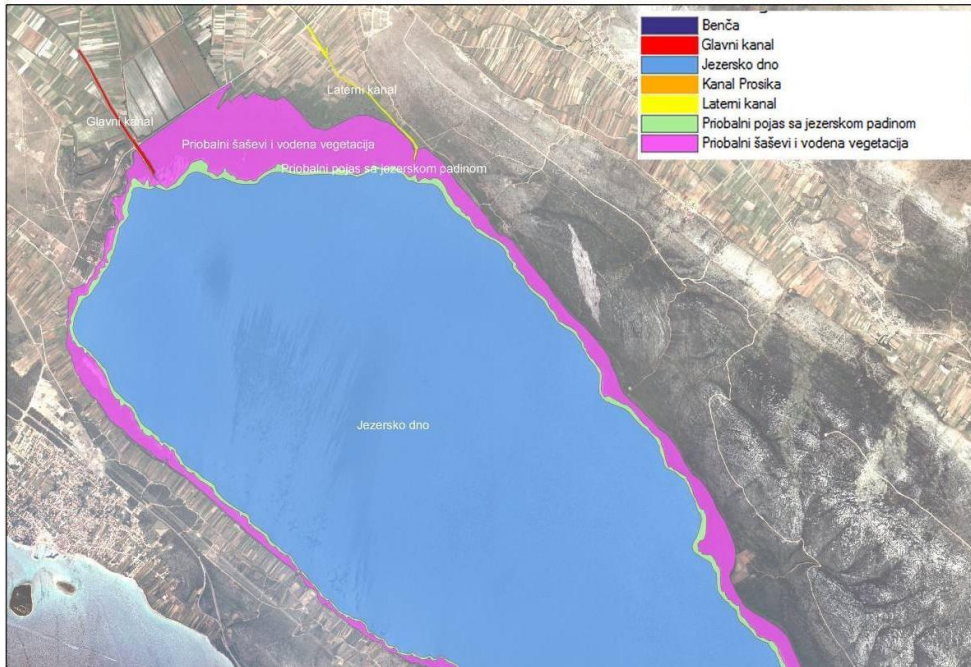 Benča
Glavni kanal
Jezersko dno
Kanal Prosika
Laterni kanal
Priobalni pojas sa jezerskom padinom
Priobalni šaševi i vodena vegetacija
Laterni kanal
Glavni kanal
Priobalni šaševi i vodena vegetacija
Priobalni pojas sa jezerskom padinom
Jezersko dno